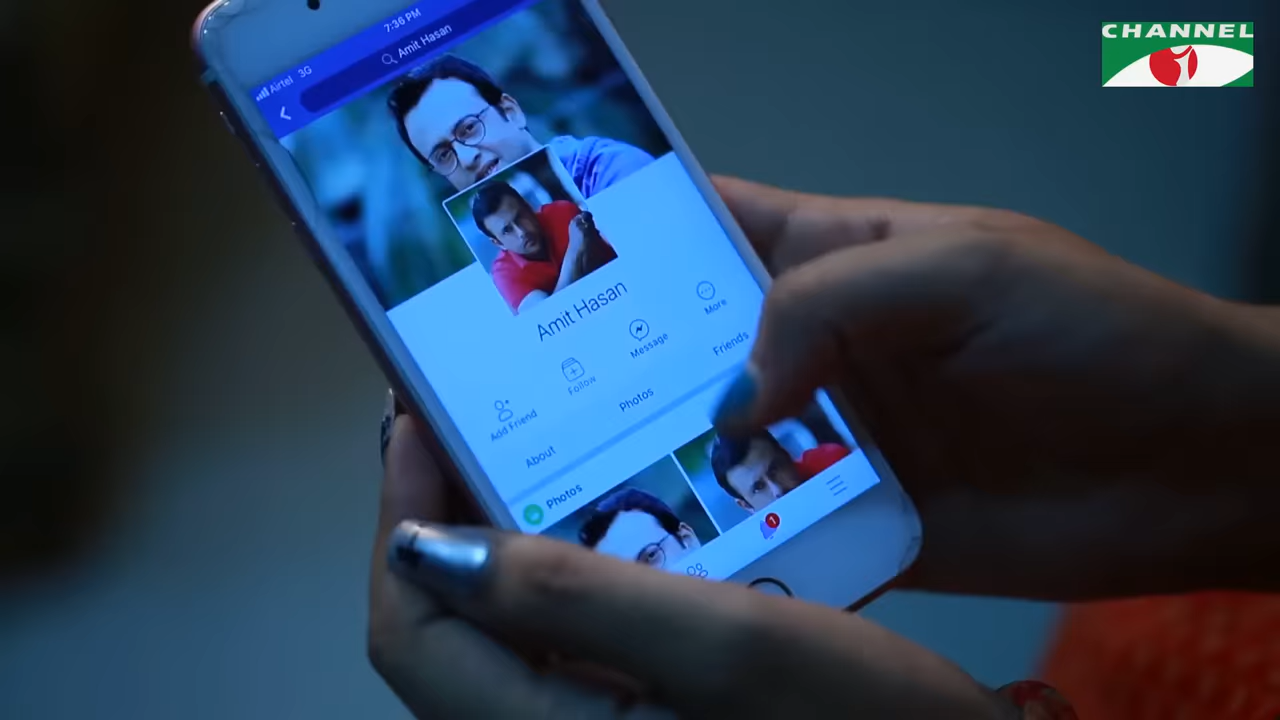 CHANNEL
7:36 PM
Airtel 3G
Amit Hasan
Amit Hasan
Add Friend
Follow
Message
More
About
Photos
Friends
Photos
1